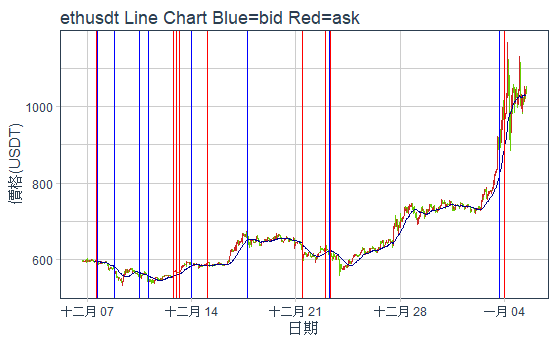 ethusdt Line Chart Blue=bid Red=ask
價格(USDT)
1000
800
600
十二月 07
十二月 14
十二月 21
十二月 28
一月 04
日期